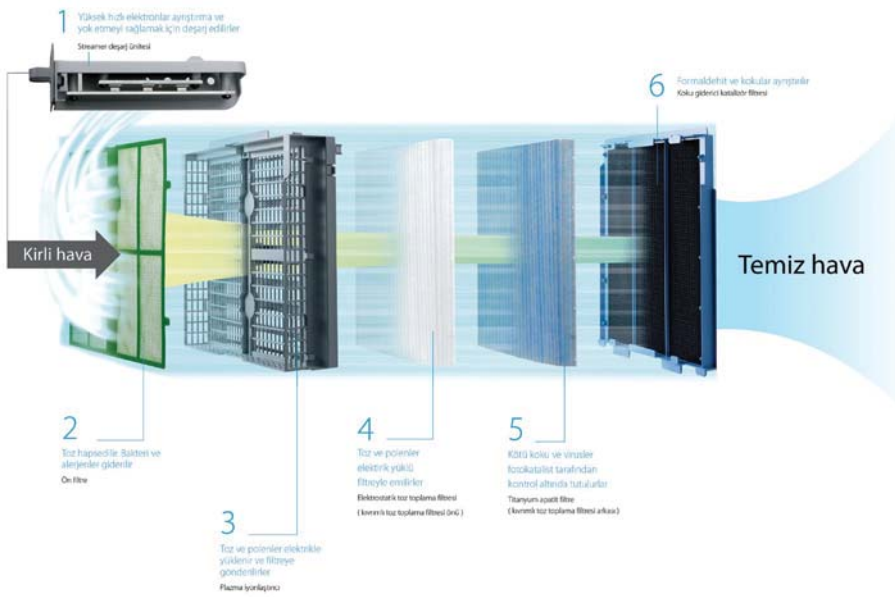 1
Yüksek hızlı elektronlar ayrıştırma ve
yok etmeyi sağlamak için deşarj edilirler
Streamer deşarj ünitesi
6
Formaldehit ve kokular ayrıştırılır
Koku giderici katalizör filtresi
Kirli hava
Temiz hava
2
Toz hapsedilir. Bakteri ve
alerjenler giderilir
Ön filtre
4
Toz ve polenler
elektirik yüklü
filtreyle emilirler
Elektrostatik toz toplama filtresi
( kıvrımlı toz toplama filtresi önü )
5
Kötü koku ve virusler
fotokatalist tarafından
kontrol altında tutulurlar
Titanyum apatit filtre
( kıvrımlı toz toplama filtresi arkası )
3
Toz ve polenler elektrikle
yüklenir ve filtreye
gönderilirler
Plazma iyonlaştırıcı